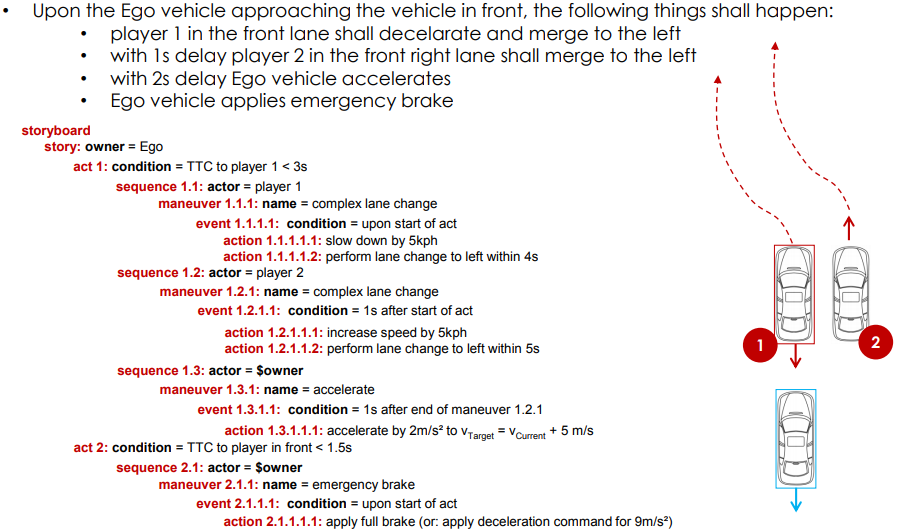 • Upon the Ego vehicle approaching the vehicle in front, the following things shall happen:
• player 1 in the front lane shall decelarate and merge to the left
• with 1s delay player 2 in the front right lane shall merge to the left
• with 2s delay Ego vehicle accelerates
• Ego vehicle applies emergency brake
storyboard
story: owner = Ego
act 1: condition = TTC to player 1 < 3s
sequence 1.1: actor = player 1
maneuver 1.1.1: name = complex lane change
event 1.1.1.1: condition = upon start of act
action 1.1.1.1.1: slow down by 5kph
action 1.1.1.1.2: perform lane change to left within 4s
sequence 1.2: actor = player 2
maneuver 1.2.1: name = complex lane change
event 1.2.1.1: condition = 1s after start of act
action 1.2.1.1.1: increase speed by 5kph
action 1.2.1.1.2: perform lane change to left within 5s
sequence 1.3: actor = $owner
maneuver 1.3.1: name = accelerate
event 1.3.1.1: condition = 1s after end of maneuver 1.2.1
action 1.3.1.1.1: accelerate by 2m/s² to vTarget = vCurrent + 5 m/s
act 2: condition = TTC to player in front < 1.5s
sequence 2.1: actor = $owner
maneuver 2.1.1: name = emergency brake
event 2.1.1.1: condition = upon start of act
action 2.1.1.1.1: apply full brake (or: apply deceleration command for 9m/s²)
1
2